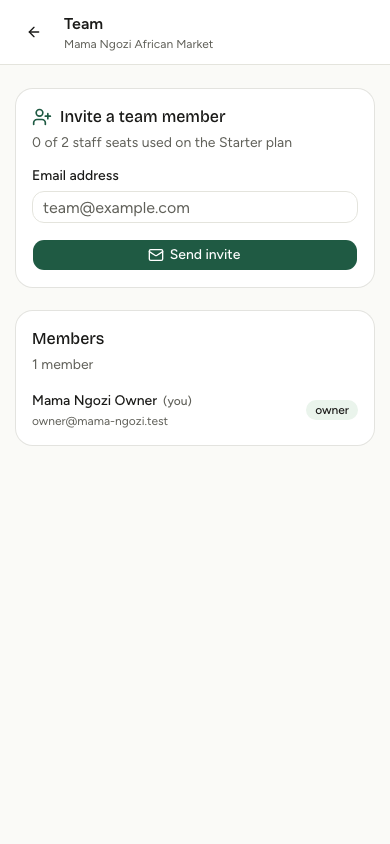 Team
Mama Ngozi African Market
Invite a team member
0 of 2 staff seats used on the Starter plan
Email address
team@example.com
Send invite
Members
1 member
Mama Ngozi Owner (you)
owner@mama-ngozi.test
owner